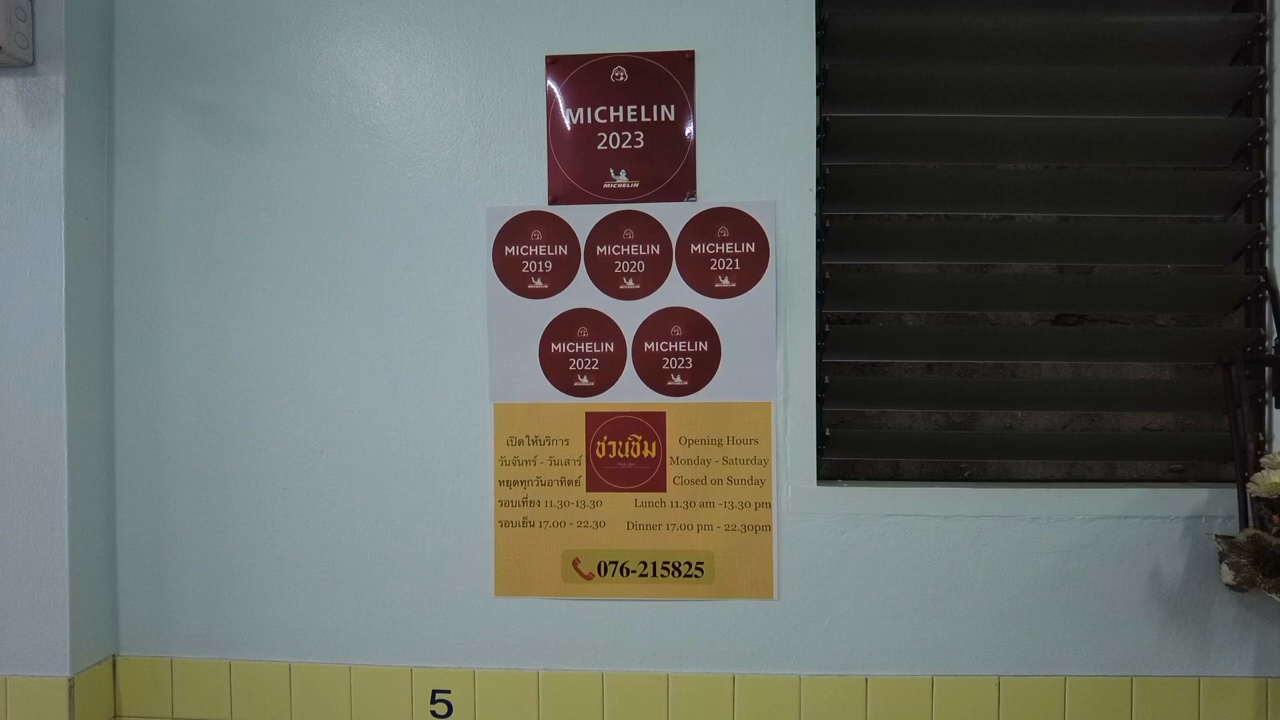 MICHELIN
2023
MICHELIN
MICHELIN
2019
MICHELIN
2020
MICHELIN
2021
MICHELIN
2022
MICHELIN
2023
ชวนชิม
เปิดให้บริการ
วันจันทร์ - วันเสาร์
หยุดทุกวันอาทิตย์
รอบเที่ยง 11.30-13.30
รอบเย็น 17.00 - 22.30
Opening Hours
Monday - Saturday
Closed on Sunday
Lunch 11.30 am -13.30 pm
Dinner 17.00 pm - 22.30pm
076-215825
5